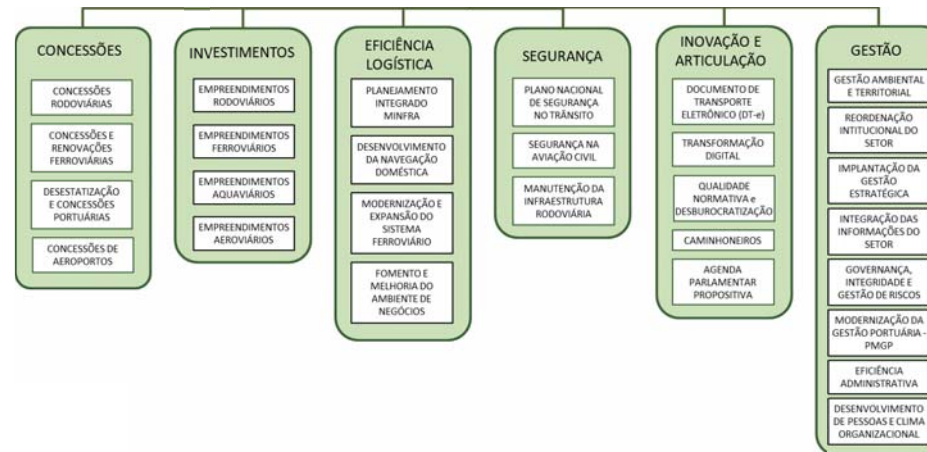 CONCESSÕES
CONCESSÕES
RODOVIÁRIAS
CONCESSÕES E
RENOVAÇÕES
FERROVIÁRIAS
DESESTATIZAÇÃO
E CONCESSÕES
PORTUÁRIAS
CONCESSÕES DE
AEROPORTOS
INVESTIMENTOS
EMPREENDIMENTOS
RODOVIÁRIOS
EMPREENDIMENTOS
FERROVIÁRIOS
EMPREENDIMENTOS
AQUAVIÁRIOS
EMPREENDIMENTOS
AEROVIÁRIOS
EFICIÊNCIA
LOGÍSTICA
PLANEJAMENTO
INTEGRADO
MINFRA
DESENVOLVIMENTO
DA NAVEGAÇÃO
DOMÉSTICA
MODERNIZAÇÃO E
EXPANSÃO DO
SISTEMA
FERROVIÁRIO
FOMENTO E
MELHORIA DO
AMBIENTE DE
NEGÓCIOS
SEGURANÇA
PLANO NACIONAL
DE SEGURANÇA
NO TRÂNSITO
SEGURANÇA NA
AVIAÇÃO CIVIL
MANUTENÇÃO DA
INFRAESTRUTURA
RODOVIÁRIA
INOVAÇÃO E
ARTICULAÇÃO
DOCUMENTO DE
TRANSPORTE
ELETRÔNICO (DT-e)
TRANSFORMAÇÃO
DIGITAL
QUALIDADE
NORMATIVA e
DESBUROCRATIZAÇÃO
CAMINHONEIROS
AGENDA
PARLAMENTAR
PROPOSITIVA
GESTÃO
GESTÃO AMBIENTAL
E TERRITORIAL
REORDENAÇÃO
INTITUCIONAL DO
SETOR
IMPLANTAÇÃO DA
GESTÃO
ESTRATÉGICA
INTEGRAÇÃO DAS
INFORMAÇÕES DO
SETOR
GOVERNANÇA,
INTEGRIDADE E
GESTÃO DE RISCOS
MODERNIZAÇÃO DA
GESTÃO PORTUÁRIA -
PMGP
EFICIÊNCIA
ADMINISTRATIVA
DESENVOLVIMENTO
DE PESSOAS E CLIMA
ORGANIZACIONAL